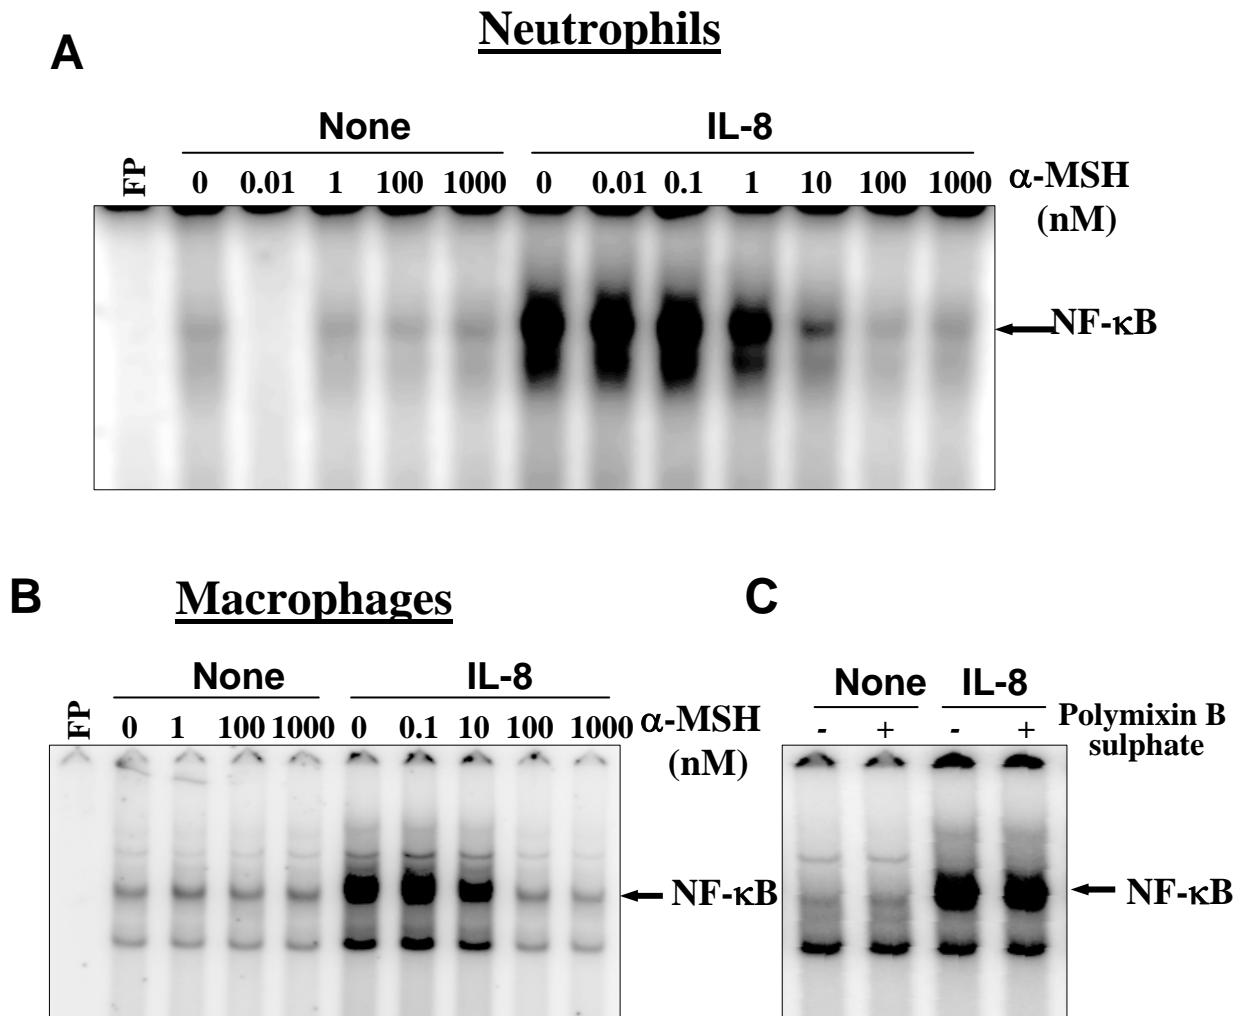 Neutrophils
A
None IL-8
FP 0 0.01 1 100 1000 0 0.01 0.1 1 10 100 1000 α-MSH
(nM)
NF-κB
B Macrophages C
None IL-8
FP 0 1 100 1000 0 0.1 10 100 1000 α-MSH
(nM)
NF-κB
None IL-8
- + - + Polymixin B
sulphate
NF-κB